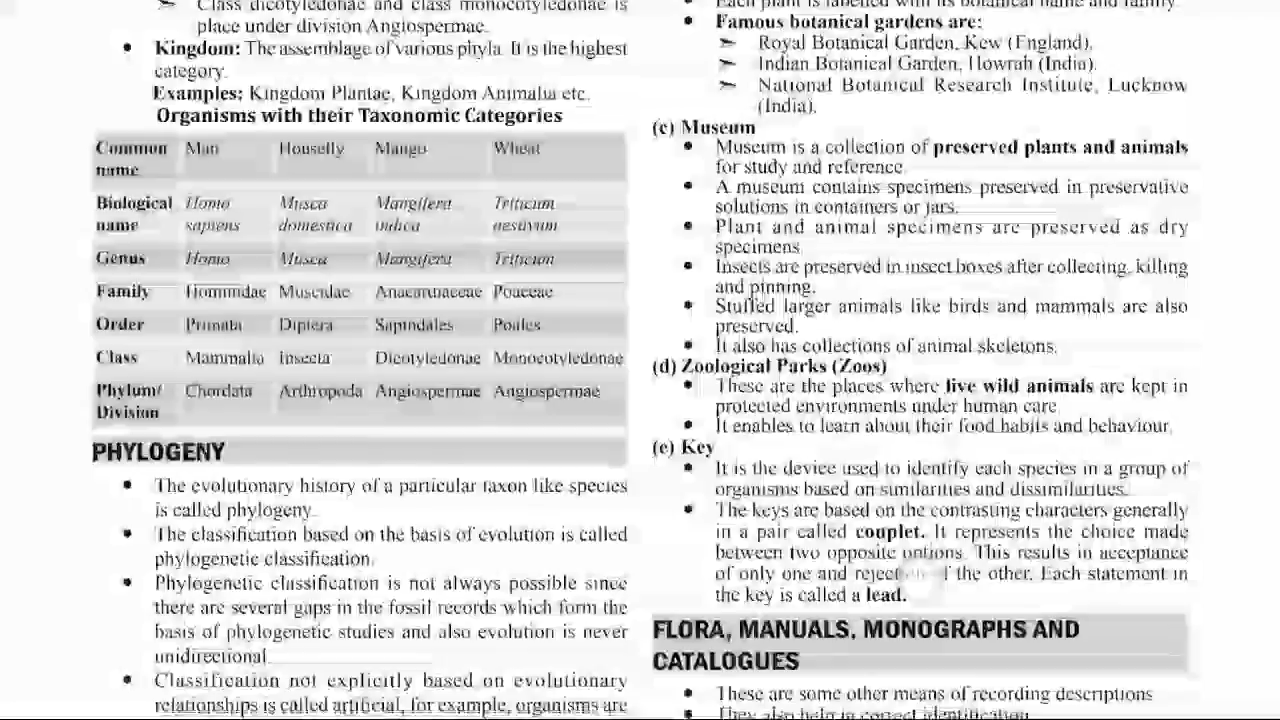 Class dicotyledonae and class monocotyledonae is
place under division Angiospermae.
• Kingdom: The assemblage of various phyla. It is the highest
category.
Examples; Kingdom Plantae, Kingdom Animalia etc.
Organisms with their Taxonomic Categories
Common name Man Housefly Mango Wheat
Biological name Homo sapiens Musca domestica Mangifera indica Triticum aestivum
Genus Homo Musca Mangifera Triticum
Family Hominidae Muscidae Anacardiaceae Poaceae
Order Primata Diptera Sapindales Poales
Class Mammalia Insecta Dicotyledonae Monocotyledonae
Phylum/ Division Chordata Arthropoda Angiospermae Angiospermae
PHYLOGENY
• The evolutionary history of a particular taxon like species
is called phylogeny.
• The classification based on the basis of evolution is called
phylogenetic classification.
• Phylogenetic classification is not always possible since
there are several gaps in the fossil records which form the
basis of phylogenetic studies and also evolution is never
unidirectional.
• Classification not explicitly based on evolutionary
relationships is called artificial, for example, organisms are
Each plant is labelled with its botanical name and family.
• Famous botanical gardens are:
➢ Royal Botanical Garden, Kew (England).
➢ Indian Botanical Garden, Howrah (India).
➢ National Botanical Research Institute, Lucknow
(India).
(c) Museum
• Museum is a collection of preserved plants and animals
for study and reference.
• A museum contains specimens preserved in preservative
solutions in containers or jars.
• Plant and animal specimens are preserved as dry
specimens.
• Insects are preserved in insect boxes after collecting, killing
and pinning.
• Stuffed larger animals like birds and mammals are also
preserved.
• It also has collections of animal skeletons.
(d) Zoological Parks (Zoos)
• These are the places where live wild animals are kept in
protected environments under human care.
• It enables to learn about their food habits and behaviour.
(e) Key
• It is the device used to identify each species in a group of
organisms based on similarities and dissimilarities.
• The keys are based on the contrasting characters generally
in a pair called couplet. It represents the choice made
between two opposite options. This results in acceptance
of only one and of the other. Each statement in
the key is called a lead.
FLORA, MANUALS, MONOGRAPHS AND
CATALOGUES
• These are some other means of recording descriptions
• They also help in correct identification.